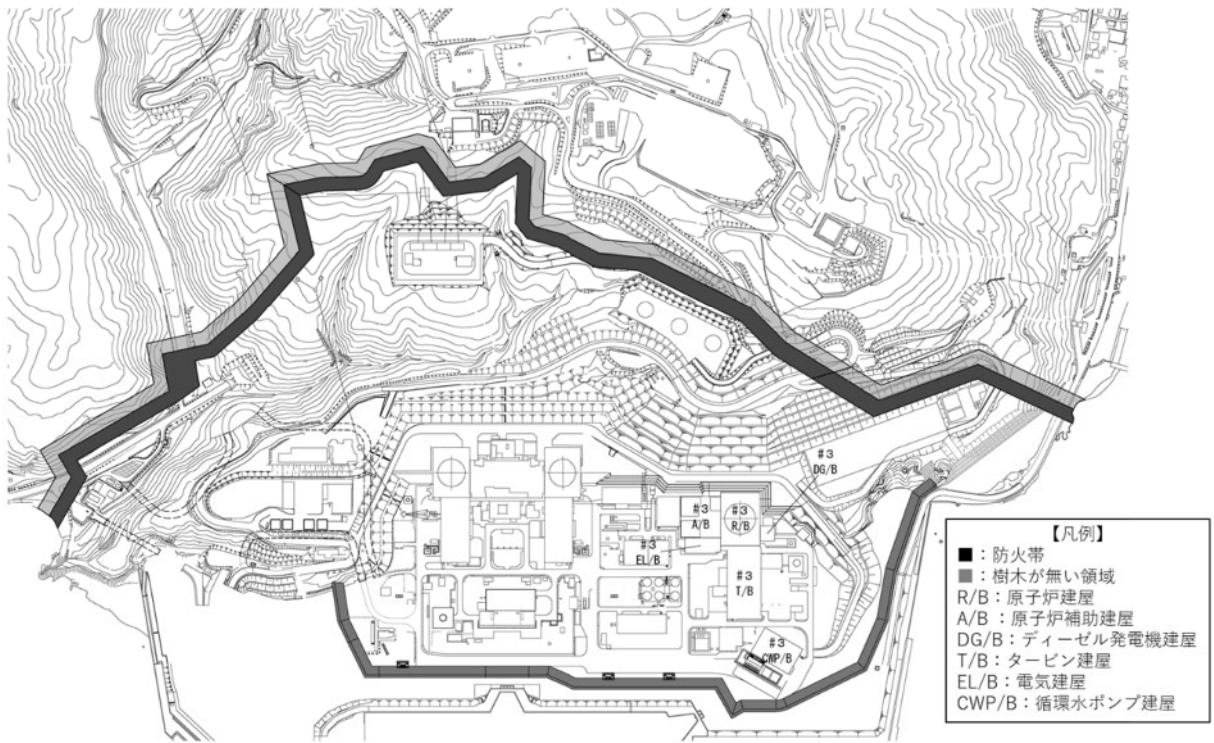 #3
DG/B
#3
A/B
#3
R/B
#3
EL/B
#3
T/B
#3
CWP/B
【凡例】
■：防火帯
■：樹木が無い領域
R/B：原子炉建屋
A/B：原子炉補助建屋
DG/B：ディーゼル発電機建屋
T/B：タービン建屋
EL/B：電気建屋
CWP/B：循環水ポンプ建屋